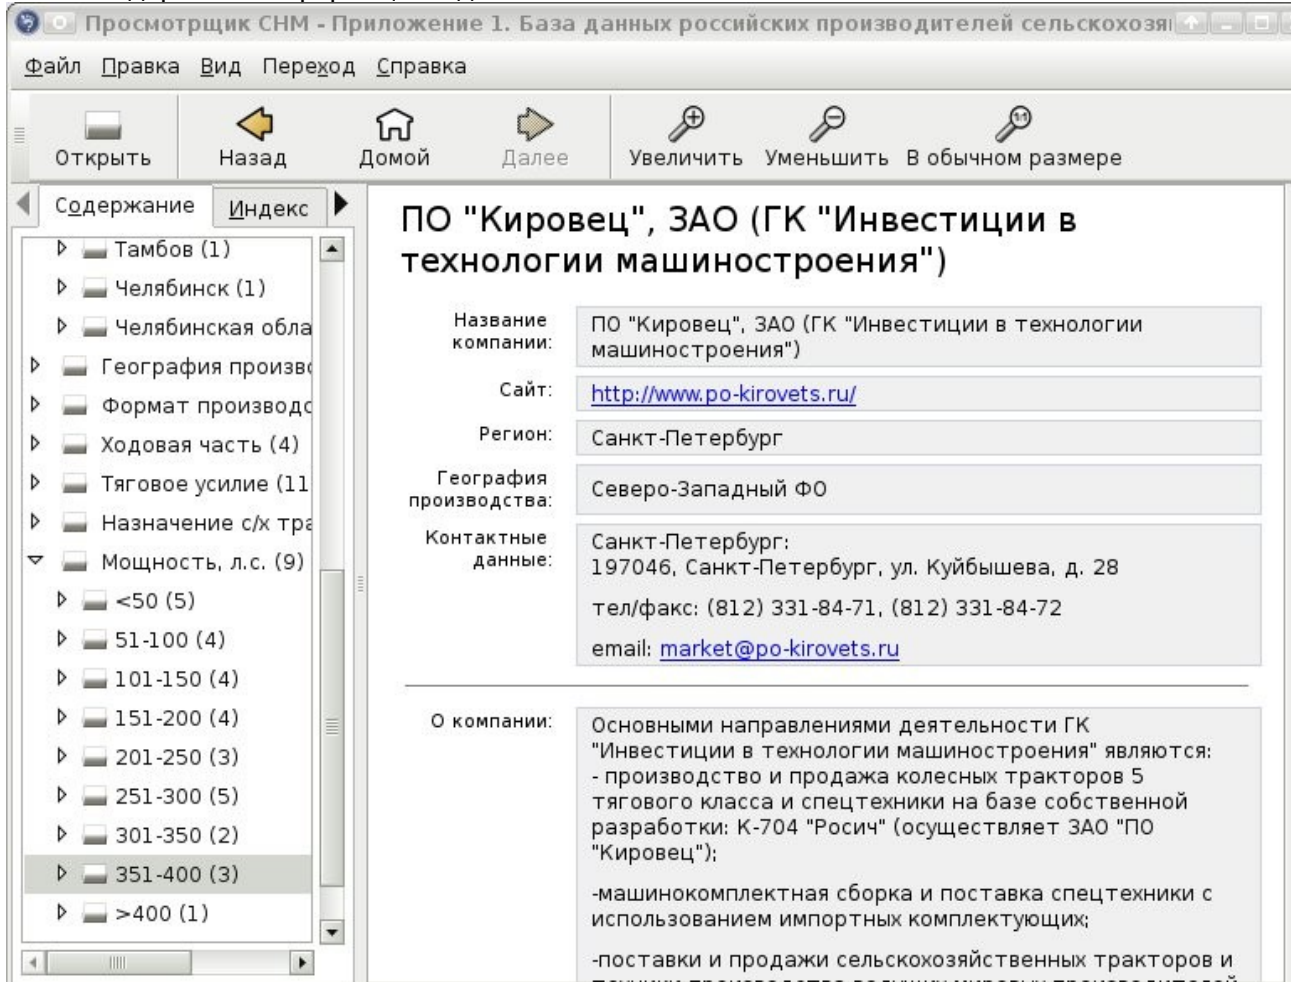 Просмотрщик CHM - Приложение 1. База данных российских производителей сельскохозя
Файл Правка Вид Переход Справка
Открыть Назад Домой Далее Увеличить Уменьшить В обычном размере
Содержание Индекс
Тамбов (1)
Челябинск (1)
Челябинская обла
География произво
Формат производс
Ходовая часть (4)
Тяговое усилие (11
Назначение с/х тра
Мощность, л.с. (9)
<50 (5)
51-100 (4)
101-150 (4)
151-200 (4)
201-250 (3)
251-300 (5)
301-350 (2)
351-400 (3)
>400 (1)
ПО "Кировец", ЗАО (ГК "Инвестиции в
технологии машиностроения")
Название
компании:
ПО "Кировец", ЗАО (ГК "Инвестиции в технологии
машиностроения")
Сайт:
http://www.po-kirovets.ru/
Регион:
Санкт-Петербург
География
производства:
Северо-Западный ФО
Контактные
данные:
Санкт-Петербург:
197046, Санкт-Петербург, ул. Куйбышева, д. 28
тел/факс: (812) 331-84-71, (812) 331-84-72
email: market@po-kirovets.ru
О компании:
Основными направлениями деятельности ГК
"Инвестиции в технологии машиностроения" являются:
- производство и продажа колесных тракторов 5
тягового класса и спецтехники на базе собственной
разработки: К-704 "Росич" (осуществляет ЗАО "ПО
"Кировец");
-машинокомплектная сборка и поставка спецтехники с
использованием импортных комплектующих;
-поставки и продажи сельскохозяйственных тракторов и